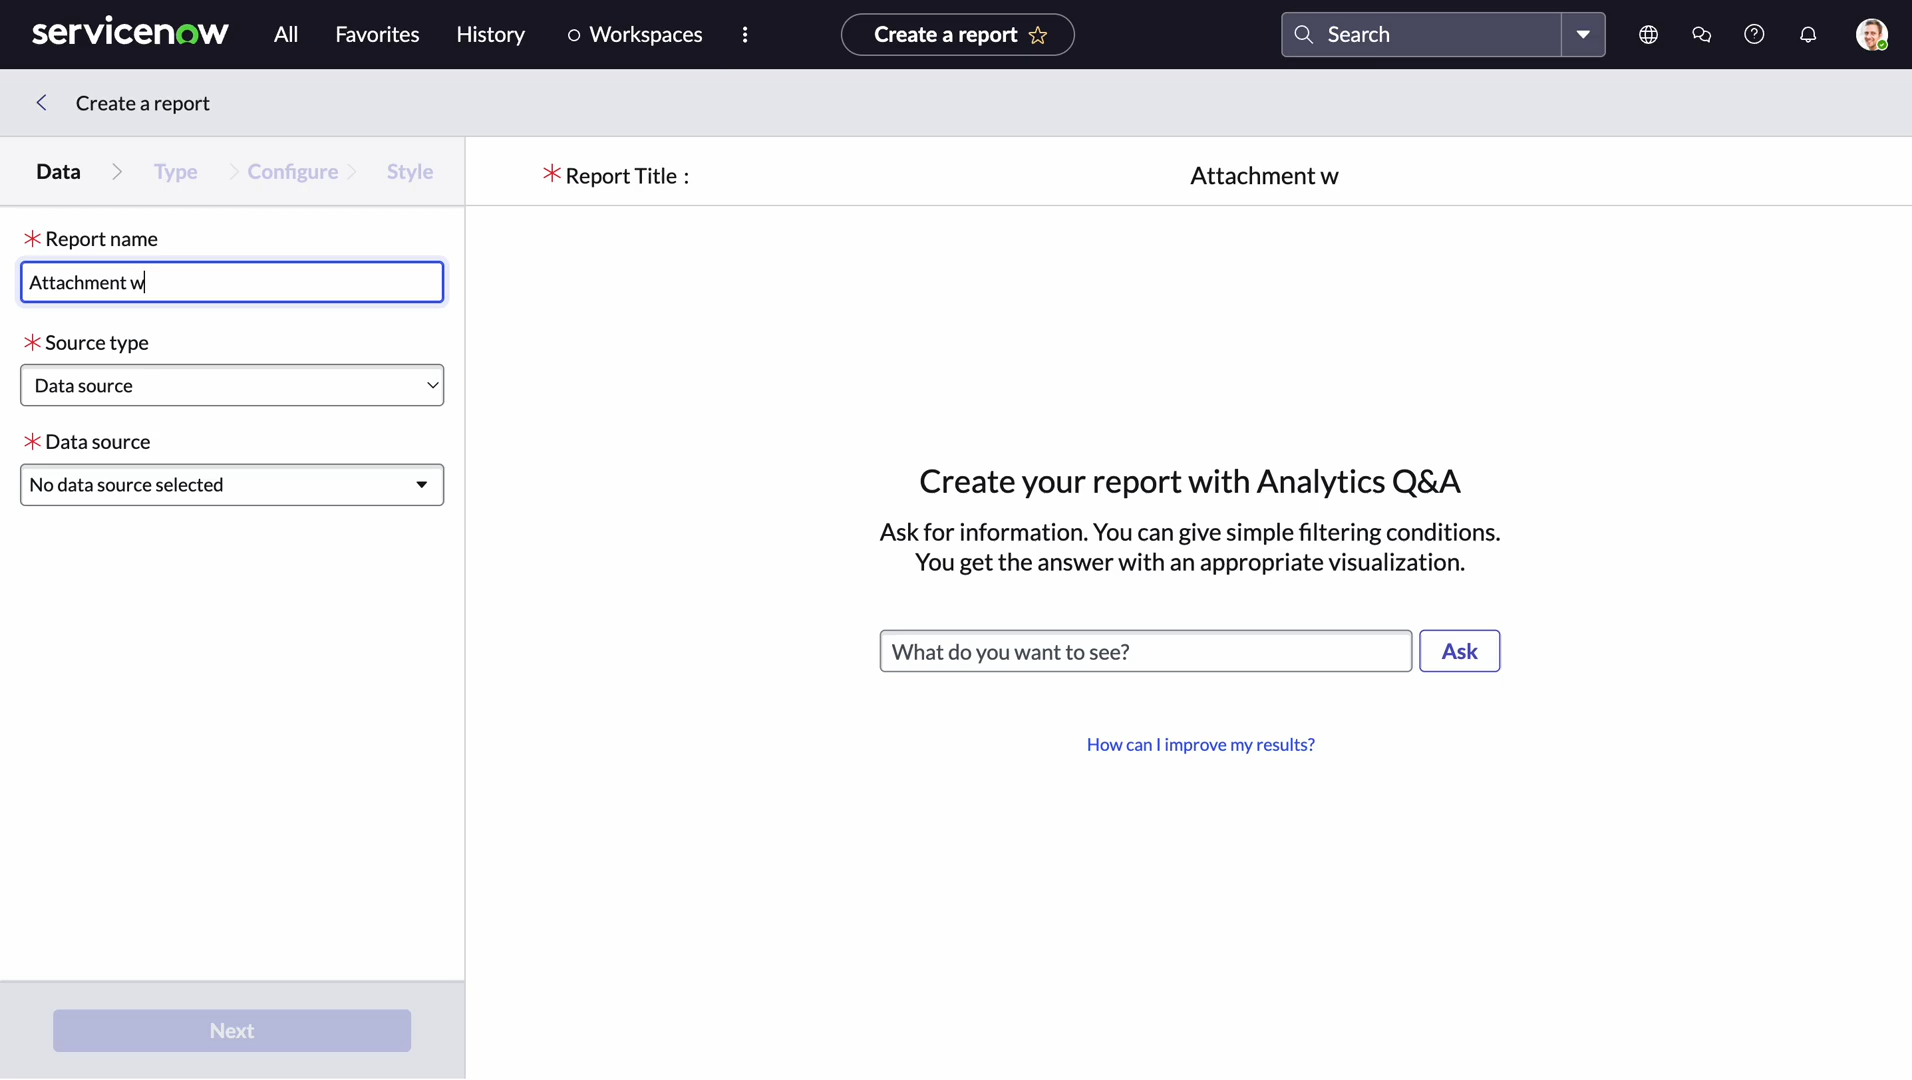 servicenow
All Favorites History Workspaces
Create a report
Search
Create a report
Data Type Configure Style
* Report Title : Attachment w
* Report name
Attachment w
* Source type
Data source
* Data source
No data source selected
Create your report with Analytics Q&A
Ask for information. You can give simple filtering conditions.
You get the answer with an appropriate visualization.
What do you want to see? Ask
How can I improve my results?
Next